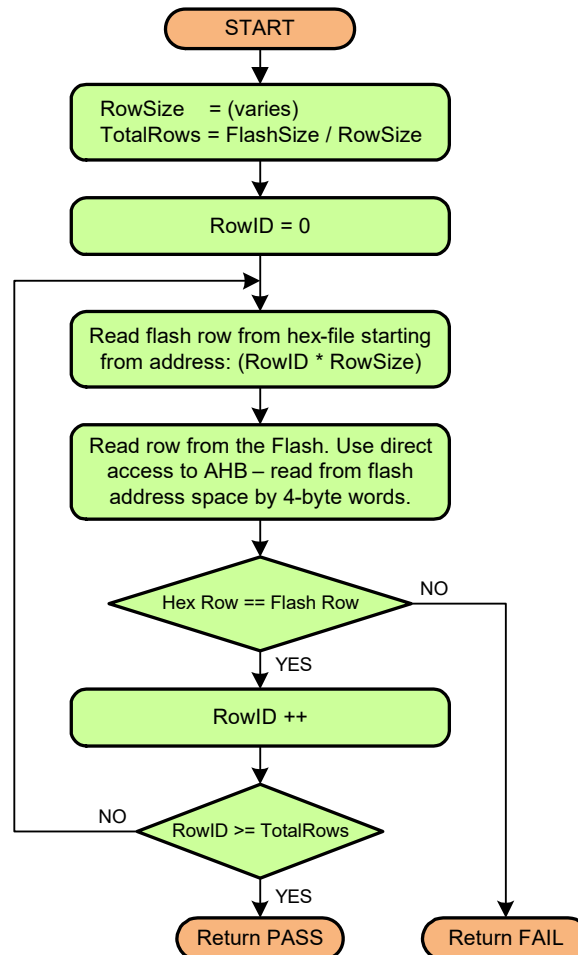 START
RowSize = (varies)
TotalRows = FlashSize / RowSize
RowID = 0
Read flash row from hex-file starting
from address: (RowID * RowSize)
Read row from the Flash. Use direct
access to AHB – read from flash
address space by 4-byte words.
Hex Row == Flash Row
NO
YES
RowID ++
NO
RowID >= TotalRows
YES
Return PASS
Return FAIL